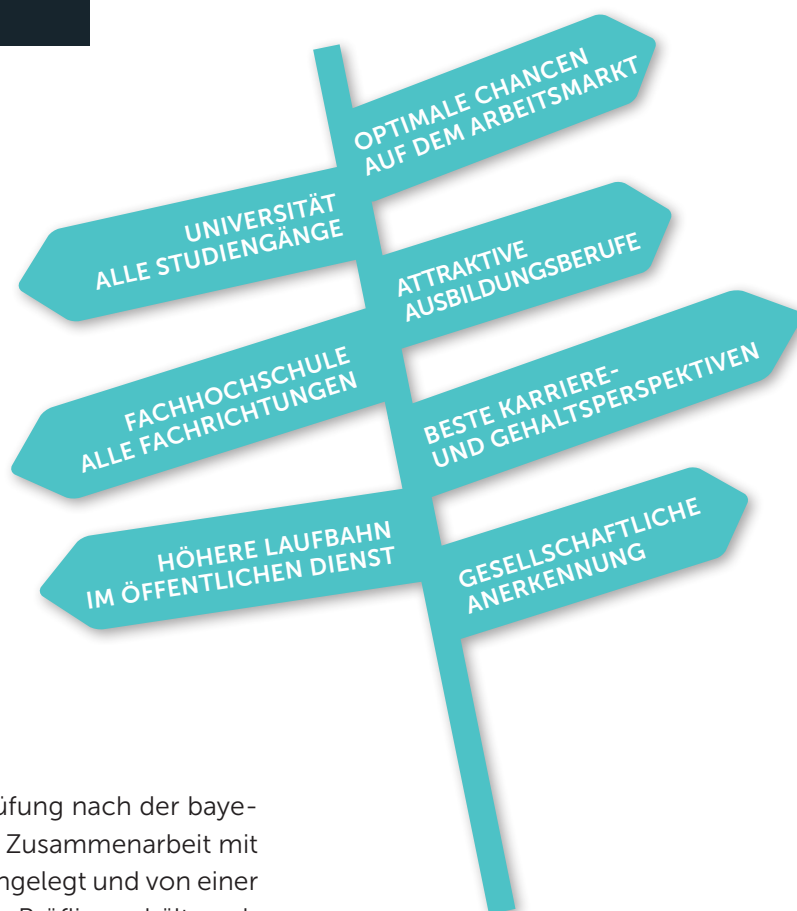 OPTIMALE CHANCEN
AUF DEM ARBEITSMARKT
UNIVERSITÄT
ALLE STUDIENGÄNGE
ATTRAKTIVE
AUSBILDUNGSBERUFE
FACHHOCHSCHULE
ALLE FACHRICHTUNGEN
BESTE KARRIERE-
UND GEHALTSPERSPEKTIVEN
HÖHERE LAUFBAHN
IM ÖFFENTLICHEN DIENST
GESELLSCHAFTLICHE
ANERKENNUNG
üfung nach der baye-
Zusammenarbeit mit
ngelegt und von einer